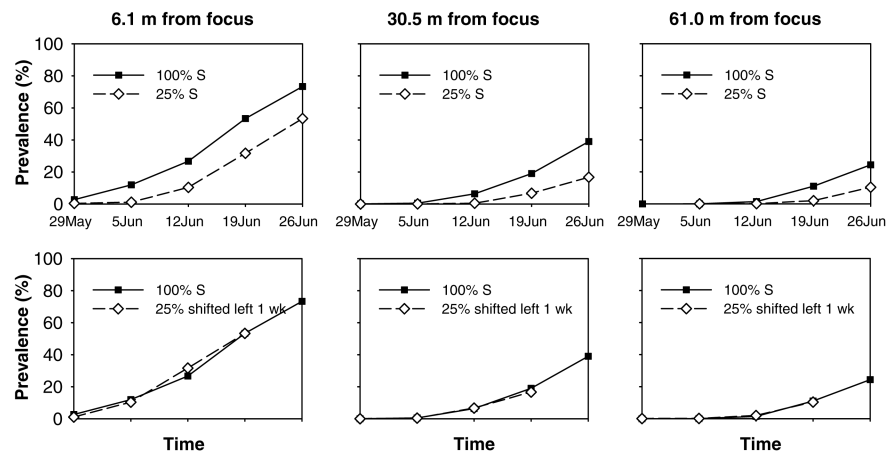 6.1 m from focus 30.5 m from focus 61.0 m from focus
Prevalence (%)
100
80
60
40
20
0
100% S
25% S
100% S
25% S
100% S
25% S
29May 5Jun 12Jun 19Jun 26Jun 29May 5Jun 12Jun 19Jun 26Jun 29May 5Jun 12Jun 19Jun 26Jun
Prevalence (%)
100
80
60
40
20
0
100% S
25% shifted left 1 wk
100% S
25% shifted left 1 wk
100% S
25% shifted left 1 wk
Time Time Time